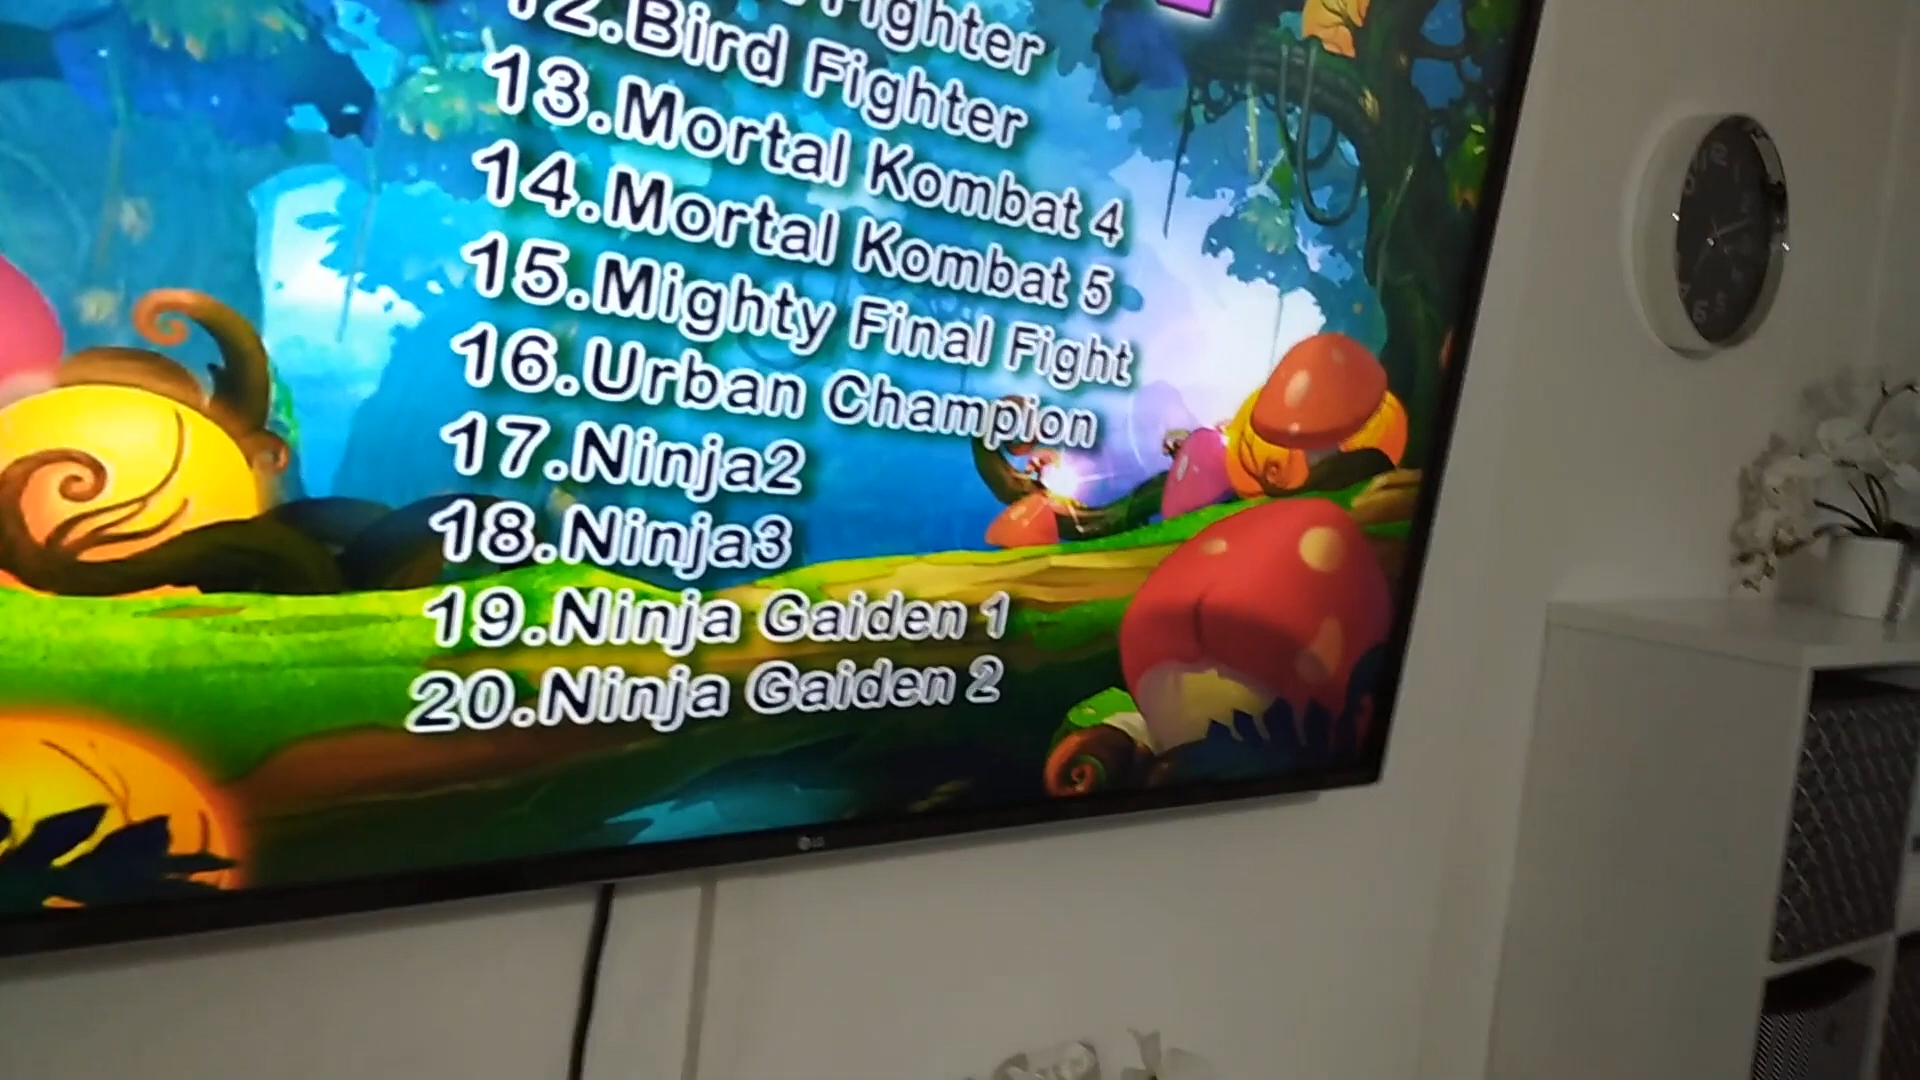 Fighter
12.Bird Fighter
13.Mortal Kombat 4
14.Mortal Kombat 5
15.Mighty Final Fight
16.Urban Champion
17.Ninja2
18.Ninja3
19.Ninja Gaiden 1
20.Ninja Gaiden 2
LG